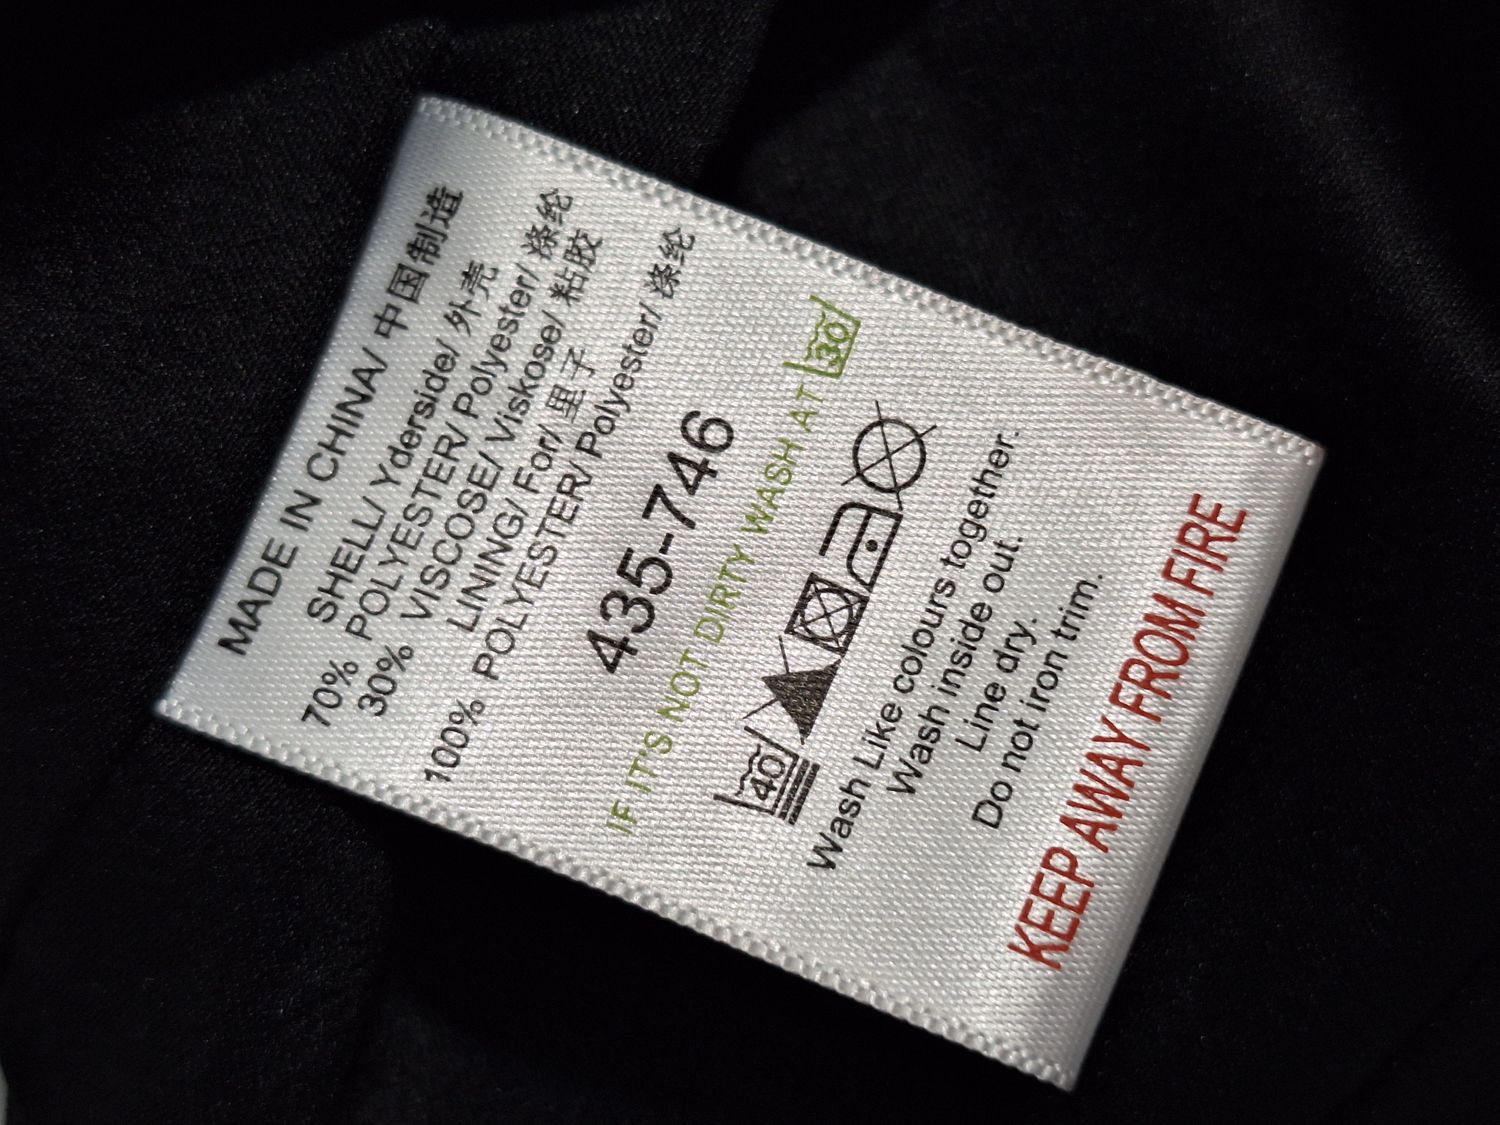 MADE IN CHINA/ 中国制造
SHELL/ Yderside/ 外壳
70% POLYESTER/ Polyester/ 涤纶
30% VISCOSE/ Viskose/ 粘胶
LINING/ For/ 里子
100% POLYESTER/ Polyester/ 涤纶
435-746
IF IT'S NOT DIRTY WASH AT 30
40
Wash Like colours together.
Wash inside out.
Line dry.
Do not iron trim.
KEEP AWAY FROM FIRE